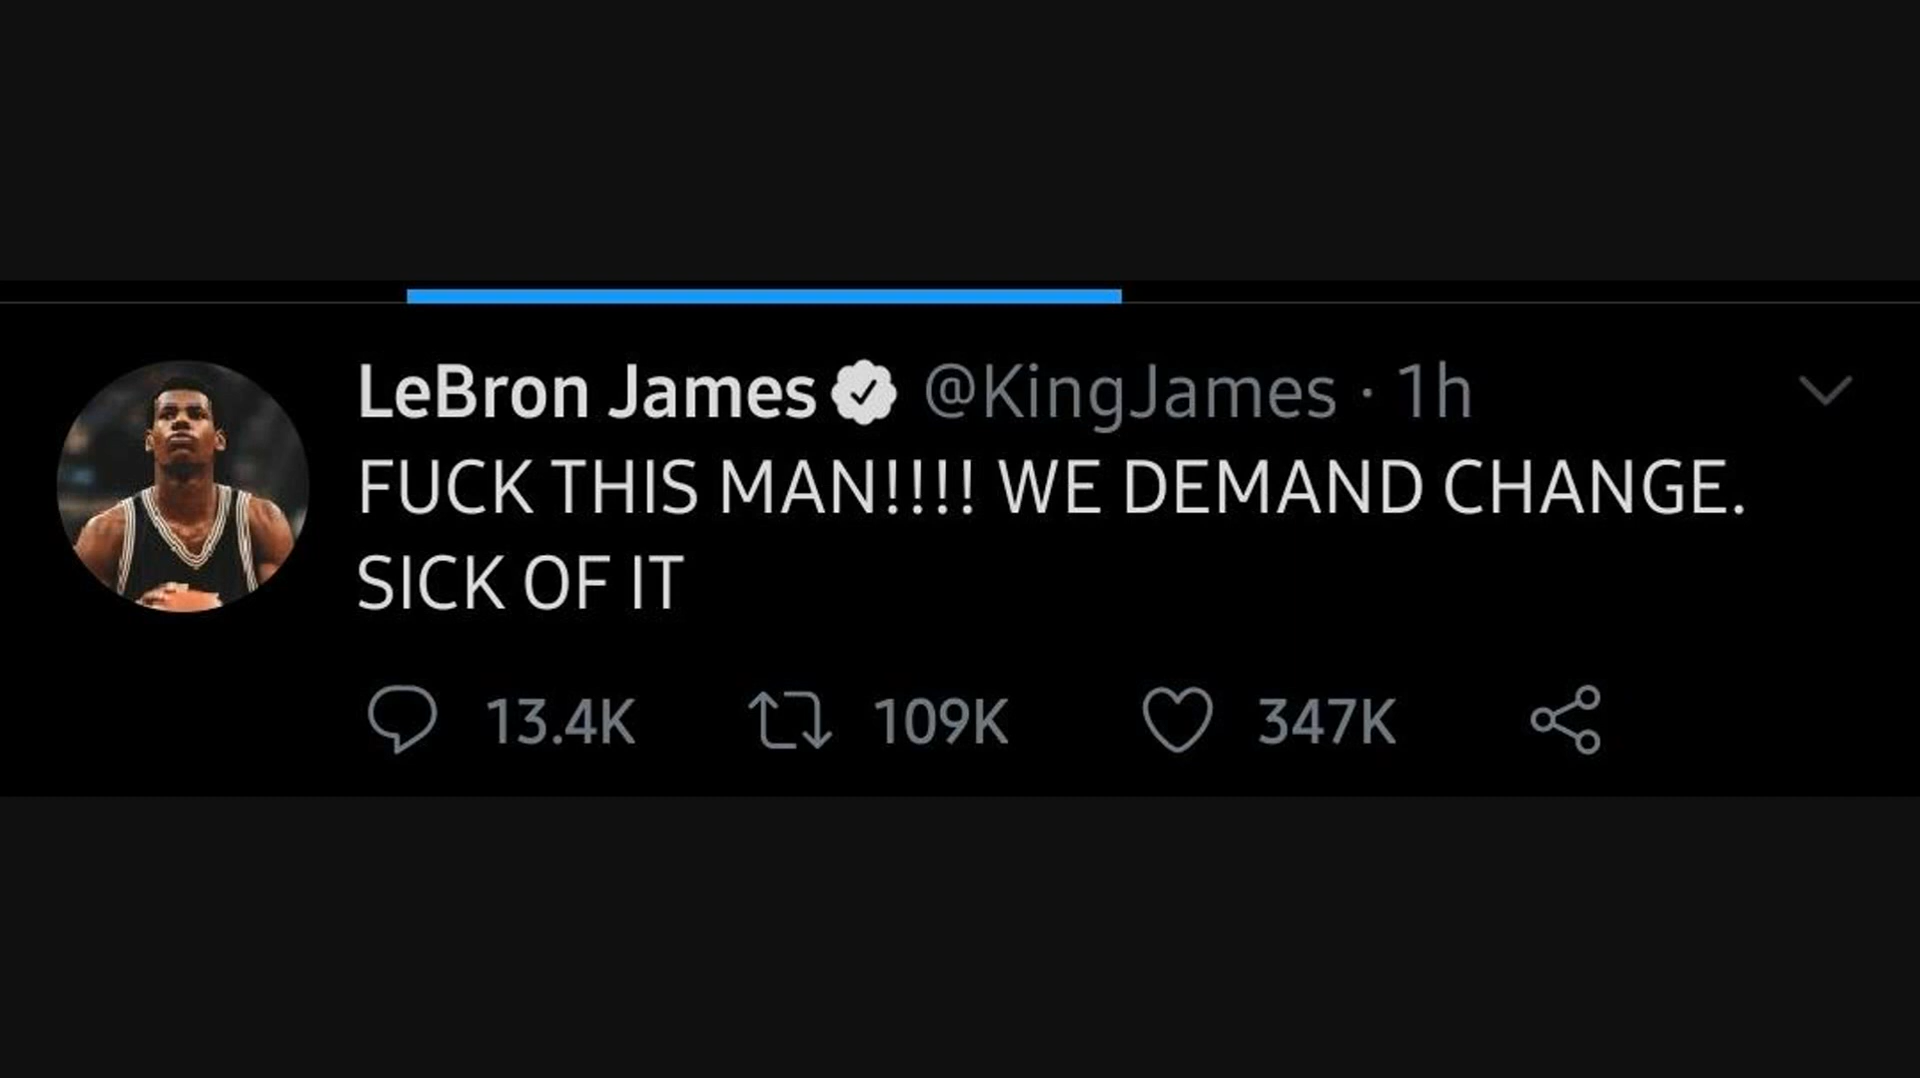 LeBron James @KingJames · 1h
FUCK THIS MAN!!!! WE DEMAND CHANGE.
SICK OF IT
13.4K 109K 347K